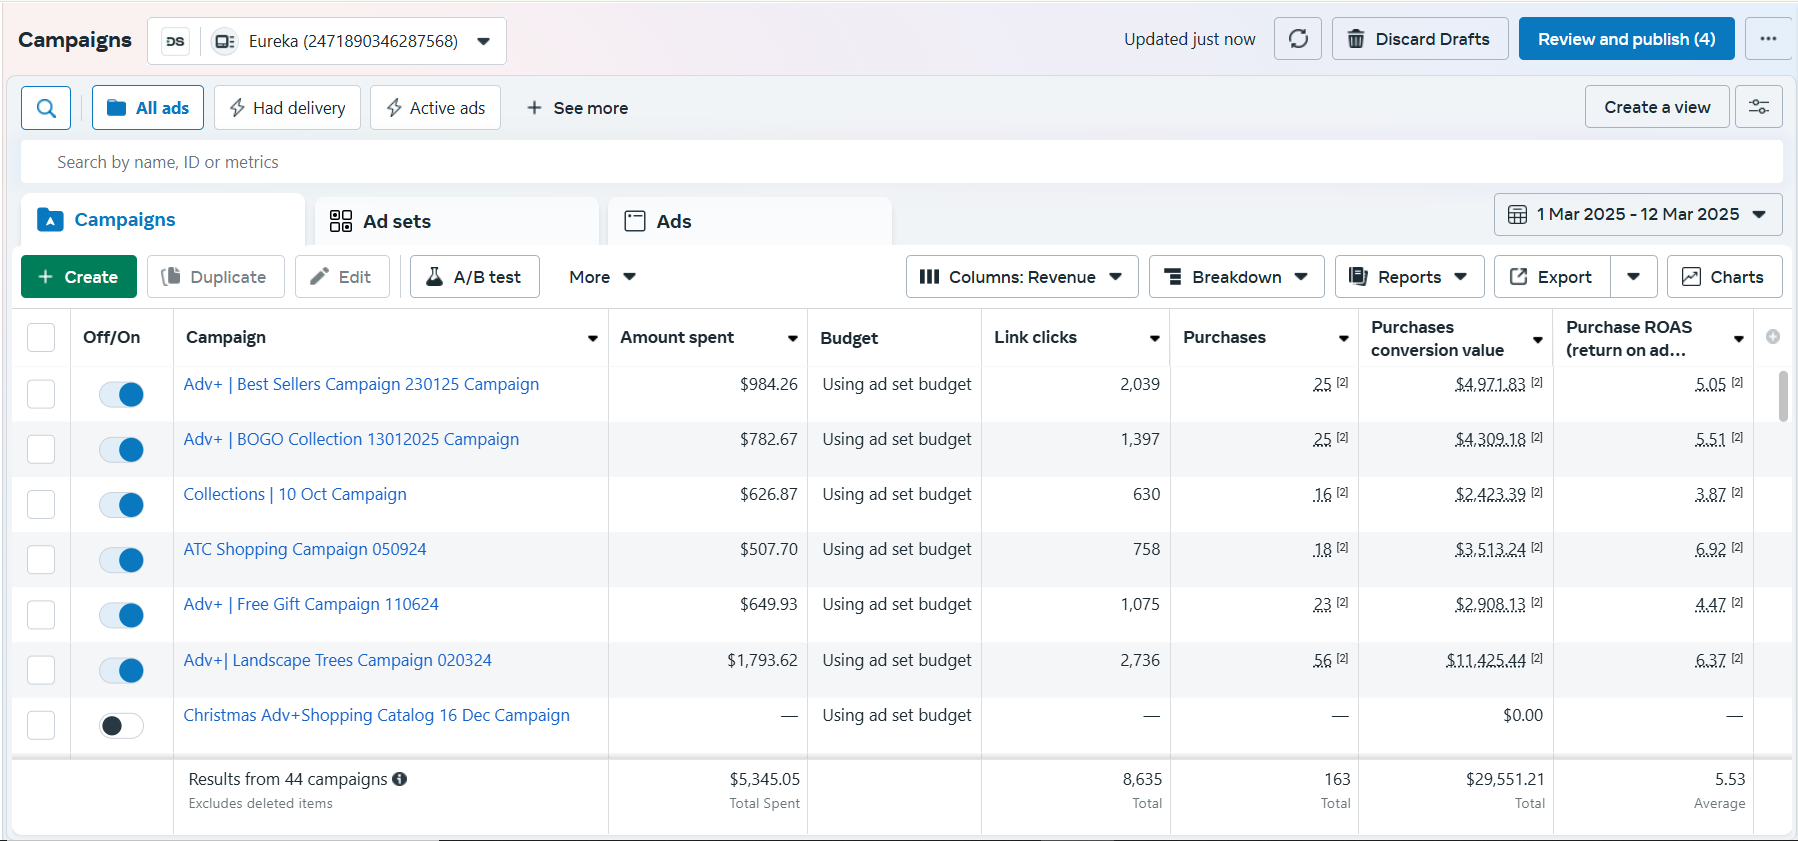 Campaigns DS Eureka (2471890346287568) Updated just now Discard Drafts Review and publish (4) ...
All ads Had delivery Active ads + See more Create a view
Search by name, ID or metrics
Campaigns Ad sets Ads 1 Mar 2025 - 12 Mar 2025
+ Create Duplicate Edit A/B test More Columns: Revenue Breakdown Reports Export Charts
Off/On Campaign Amount spent Budget Link clicks Purchases Purchases conversion value Purchase ROAS (return on ad...
Adv+ | Best Sellers Campaign 230125 Campaign $984.26 Using ad set budget 2,039 25 [2] $4,971.83 [2] 5.05 [2]
Adv+ | BOGO Collection 13012025 Campaign $782.67 Using ad set budget 1,397 25 [2] $4,309.18 [2] 5.51 [2]
Collections | 10 Oct Campaign $626.87 Using ad set budget 630 16 [2] $2,423.39 [2] 3.87 [2]
ATC Shopping Campaign 050924 $507.70 Using ad set budget 758 18 [2] $3,513.24 [2] 6.92 [2]
Adv+ | Free Gift Campaign 110624 $649.93 Using ad set budget 1,075 23 [2] $2,908.13 [2] 4.47 [2]
Adv+| Landscape Trees Campaign 020324 $1,793.62 Using ad set budget 2,736 56 [2] $11,425.44 [2] 6.37 [2]
Christmas Adv+Shopping Catalog 16 Dec Campaign — Using ad set budget — — $0.00 —
Results from 44 campaigns $5,345.05 8,635 163 $29,551.21 5.53
Excludes deleted items Total Spent Total Total Total Average